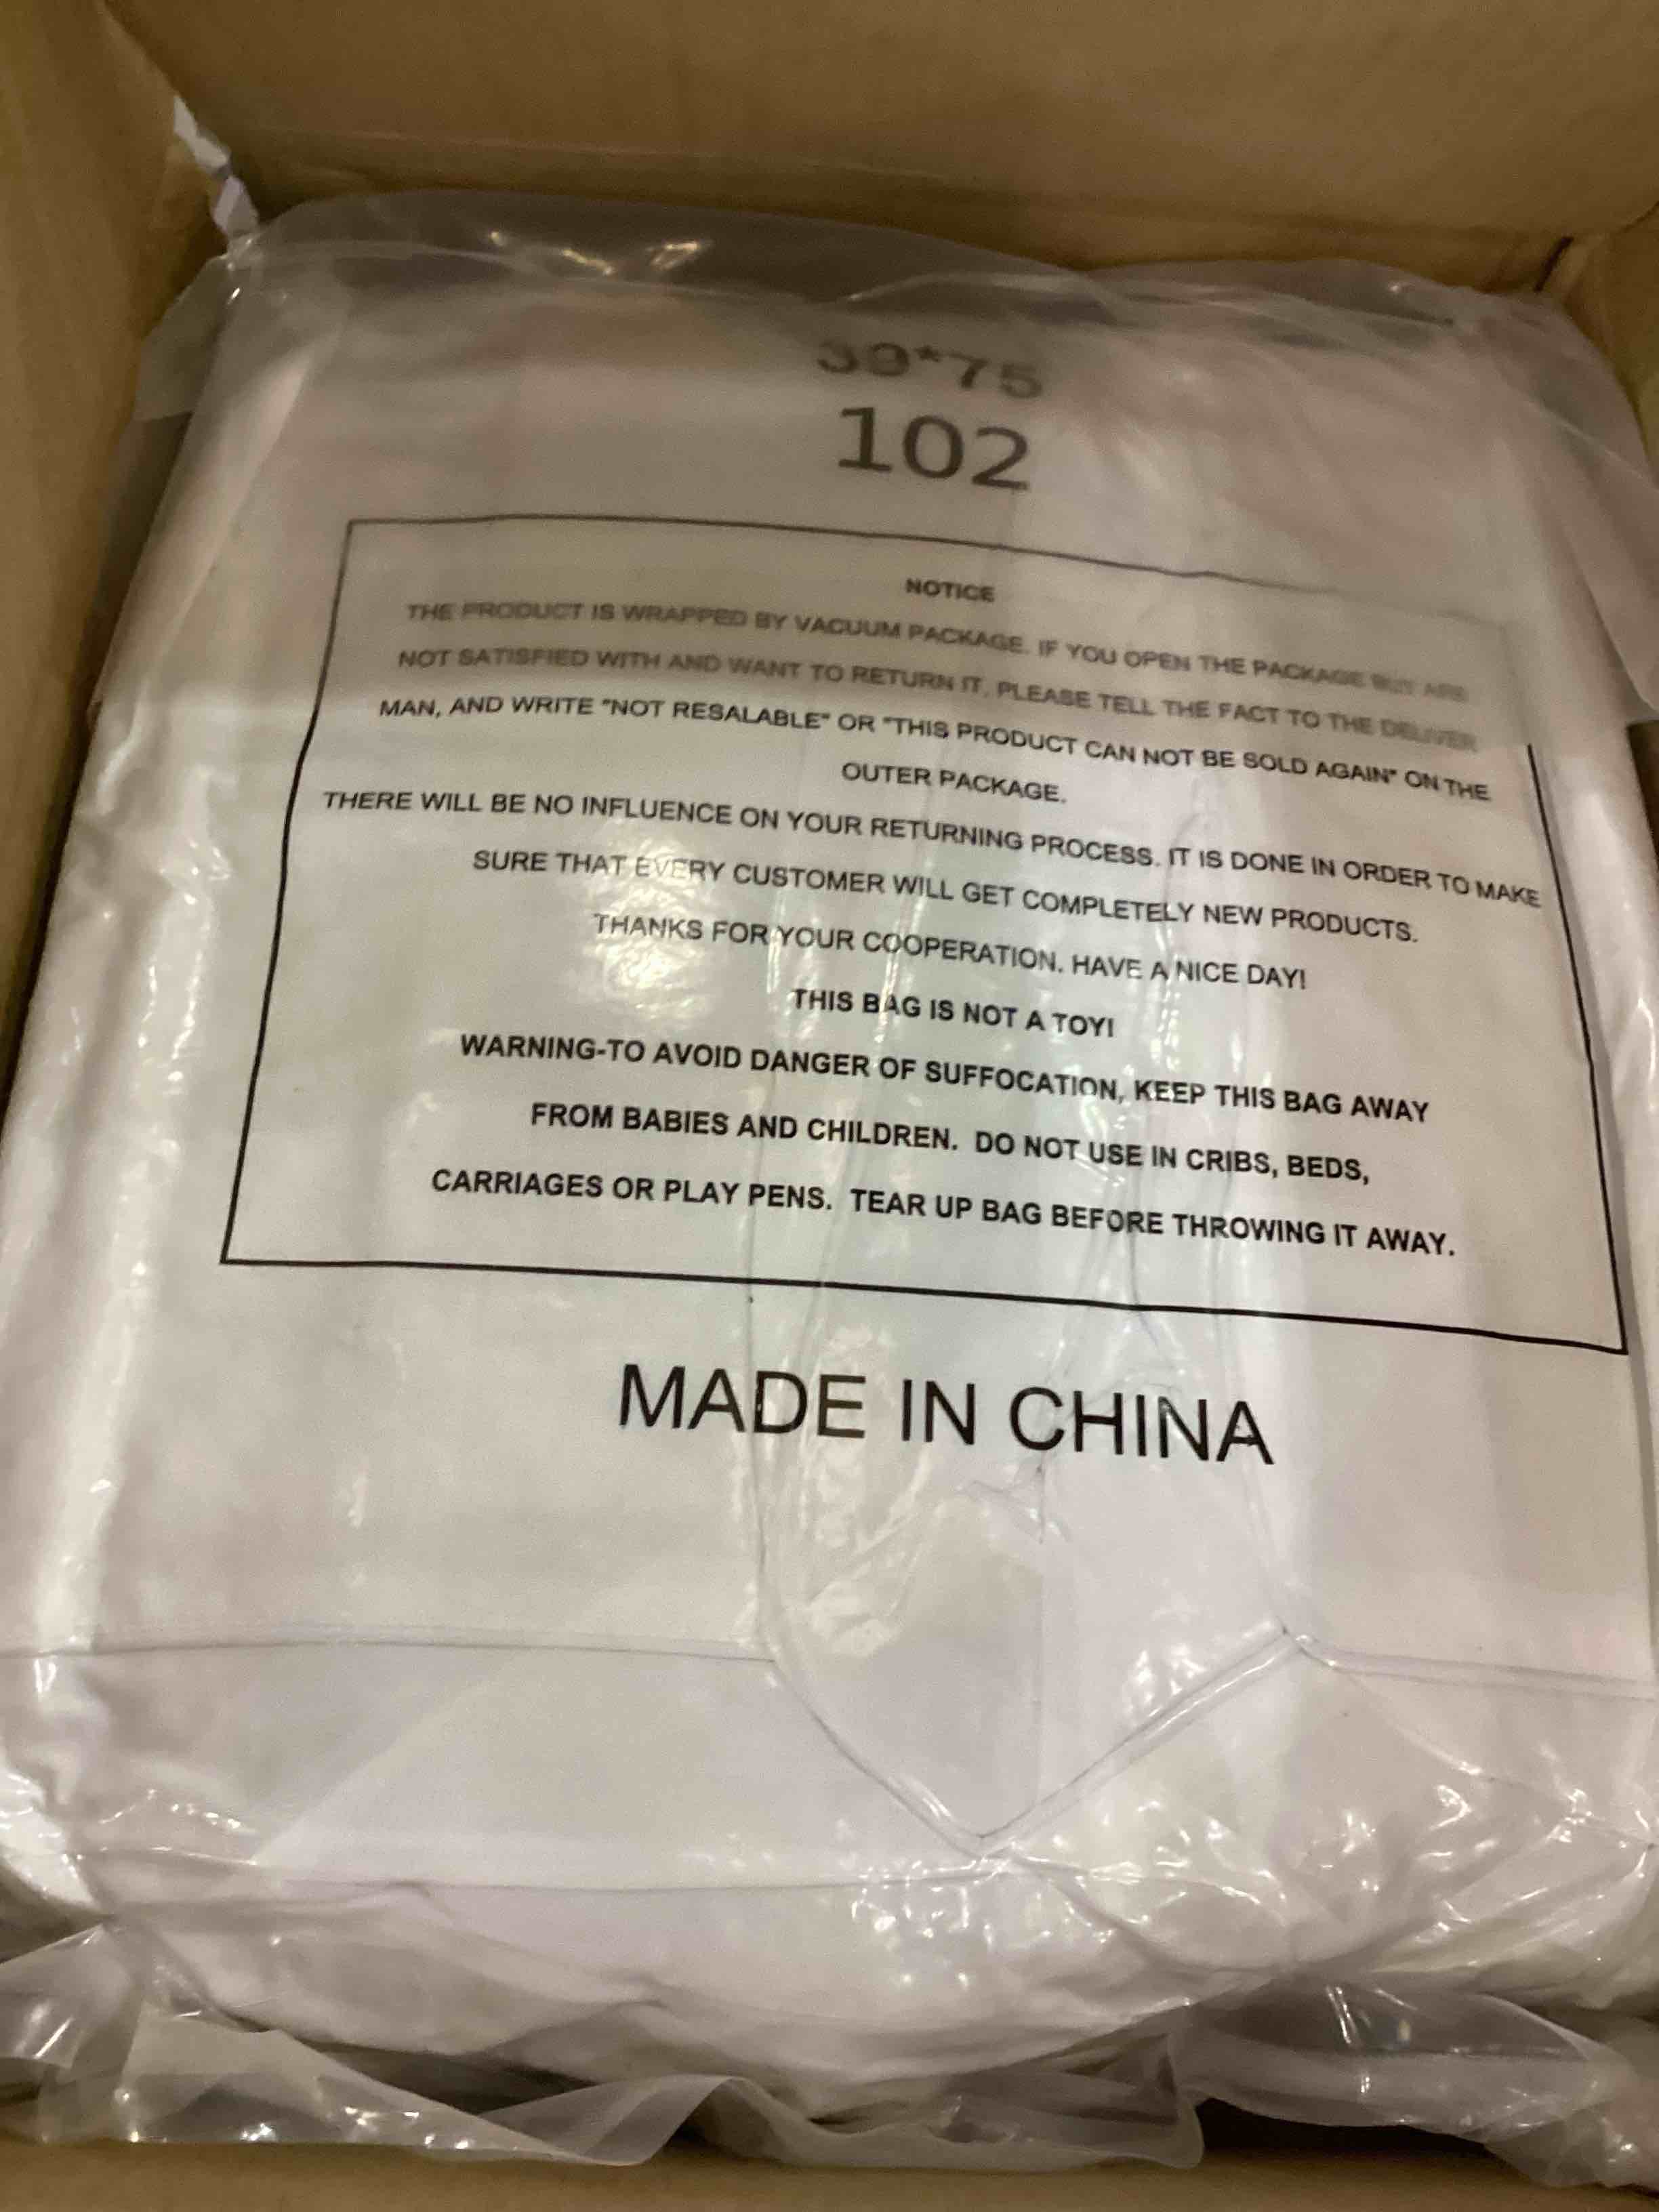 39*75
102
NOTICE
THE PRODUCT IS WRAPPED BY VACUUM PACKAGE. IF YOU OPEN THE PACKAGE BUT ARE
NOT SATISFIED WITH AND WANT TO RETURN IT, PLEASE TELL THE FACT TO THE DELIVER
MAN, AND WRITE "NOT RESALABLE" OR "THIS PRODUCT CAN NOT BE SOLD AGAIN" ON THE
OUTER PACKAGE.
THERE WILL BE NO INFLUENCE ON YOUR RETURNING PROCESS. IT IS DONE IN ORDER TO MAKE
SURE THAT EVERY CUSTOMER WILL GET COMPLETELY NEW PRODUCTS.
THANKS FOR YOUR COOPERATION. HAVE A NICE DAY!
THIS BAG IS NOT A TOY!
WARNING-TO AVOID DANGER OF SUFFOCATION, KEEP THIS BAG AWAY
FROM BABIES AND CHILDREN. DO NOT USE IN CRIBS, BEDS,
CARRIAGES OR PLAY PENS. TEAR UP BAG BEFORE THROWING IT AWAY.
MADE IN CHINA